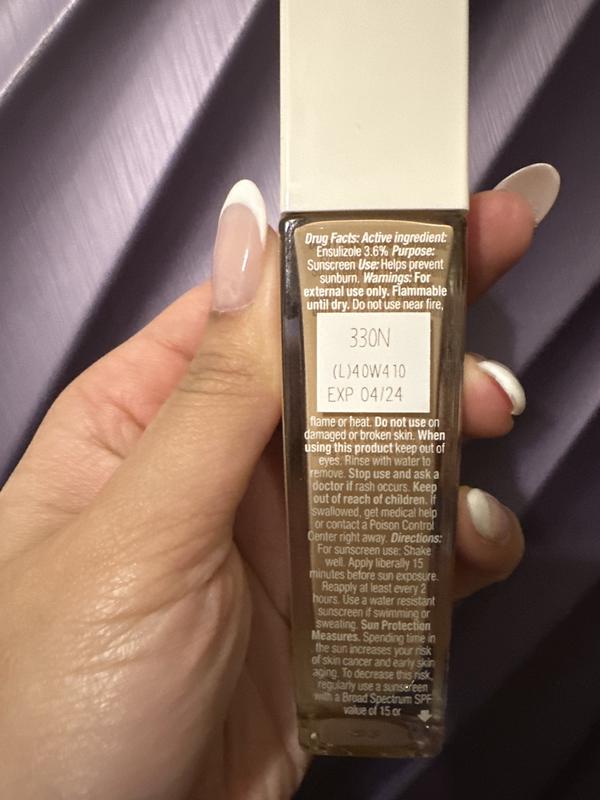 Drug Facts: Active ingredient:
Ensulizole 3.6% Purpose:
Sunscreen Use: Helps prevent
sunburn. Warnings: For
external use only. Flammable
until dry. Do not use near fire,
330N
(L)40W410
EXP 04/24
flame or heat. Do not use on
damaged or broken skin. When
using this product keep out of
eyes. Rinse with water to
remove. Stop use and ask a
doctor if rash occurs. Keep
out of reach of children. If
swallowed, get medical help
or contact a Poison Control
Center right away. Directions:
For sunscreen use: Shake
well. Apply liberally 15
minutes before sun exposure.
Reapply at least every 2
hours. Use a water resistant
sunscreen if swimming or
sweating. Sun Protection
Measures. Spending time in
the sun increases your risk
of skin cancer and early skin
aging. To decrease this risk,
regularly use a sunscreen
with a Broad Spectrum SPF
value of 15 or